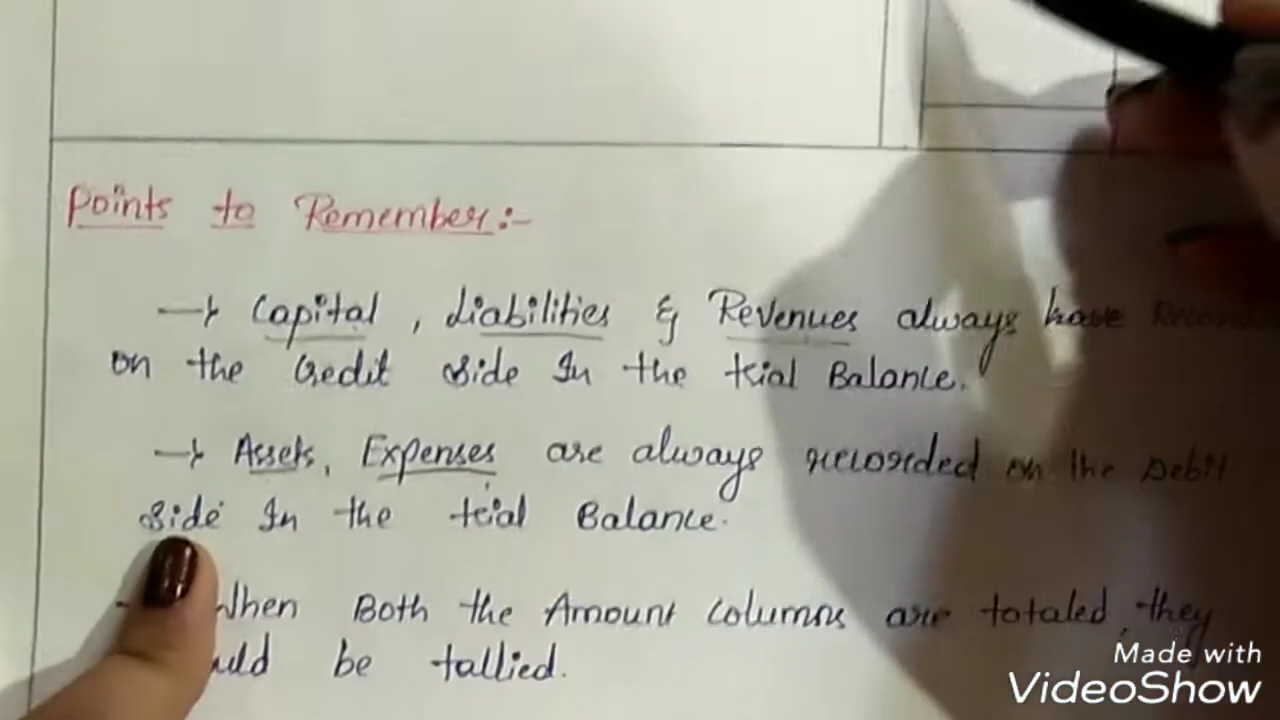 Points to Remember:-
→ Capital, Liabilities & Revenues always have
on the Credit side In the trial Balance.
→ Assets, Expenses are always recorded on the Debit
side In the trial Balance.
When Both the Amount columns are totaled, they
be tallied.
Made with
VideoShow